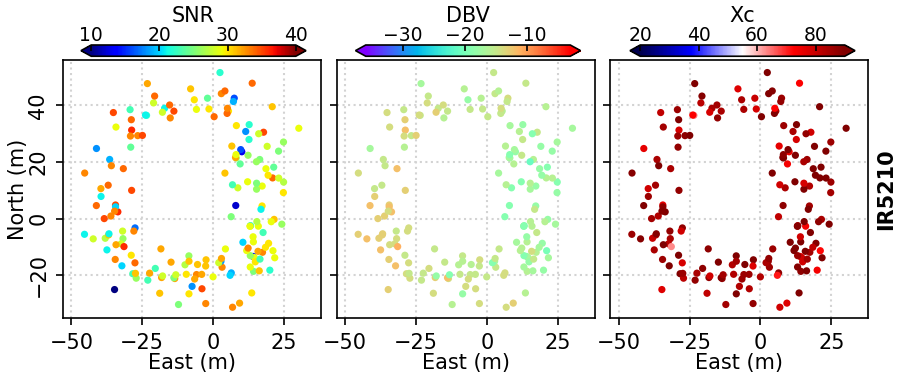 SNR DBV Xc
10 20 30 40 −30 −20 −10 20 40 60 80
North (m)
40
20
0
−20
−50 −25 0 25 −50 −25 0 25 −50 −25 0 25
East (m) East (m) East (m)
IR5210